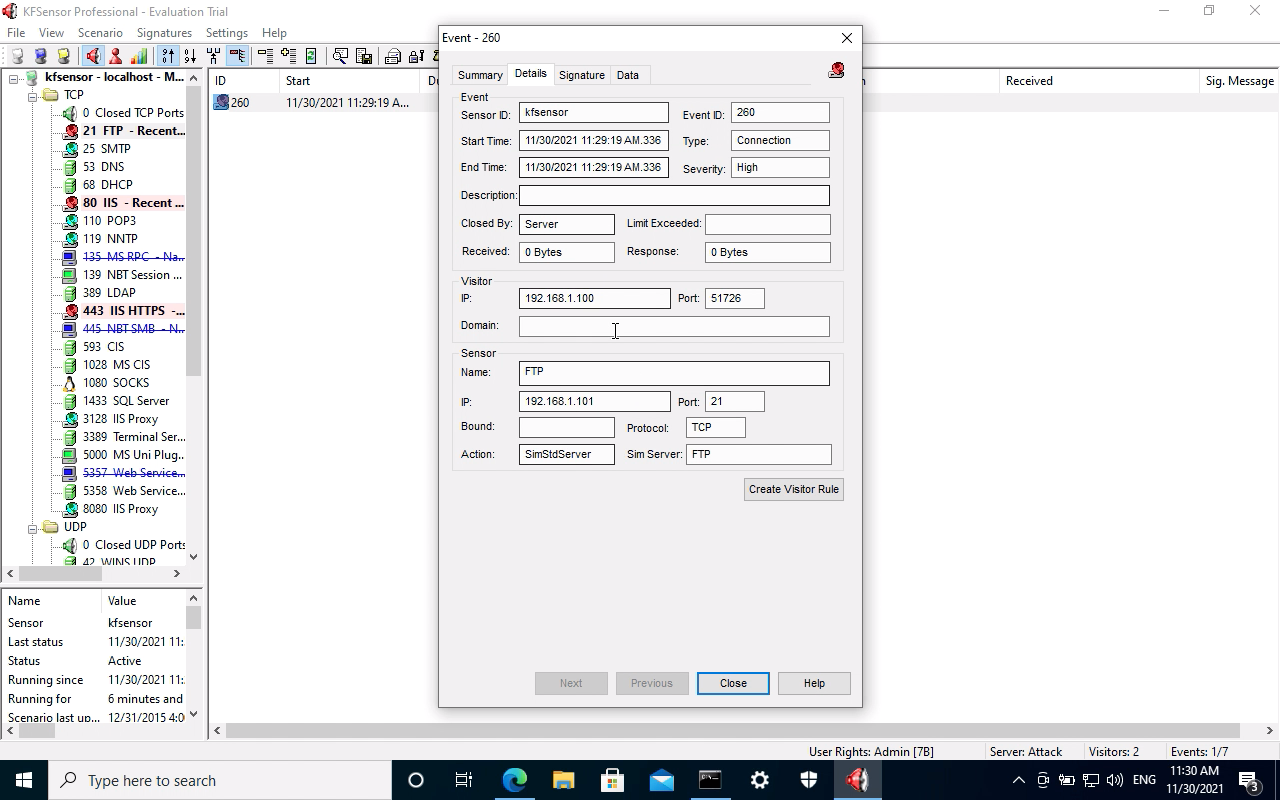 KFSensor Professional - Evaluation Trial
File View Scenario Signatures Settings Help
kfsensor - localhost - M...
TCP
0 Closed TCP Ports
21 FTP - Recent...
25 SMTP
53 DNS
68 DHCP
80 IIS - Recent ...
110 POP3
119 NNTP
135 MS RPC - Na...
139 NBT Session ...
389 LDAP
443 IIS HTTPS -...
445 NBT SMB - N...
593 CIS
1028 MS CIS
1080 SOCKS
1433 SQL Server
3128 IIS Proxy
3389 Terminal Ser...
5000 MS Uni Plug...
5357 Web Service...
5358 Web Service...
8080 IIS Proxy
UDP
0 Closed UDP Ports
42 WINS UDP
Name Value
Sensor kfsensor
Last status 11/30/2021 11:
Status Active
Running since 11/30/2021 11:
Running for 6 minutes and
Scenario last up... 12/31/2015 4:0
ID Start Received Sig. Message
260 11/30/2021 11:29:19 A...
Event - 260
Summary Details Signature Data
Event
Sensor ID: kfsensor Event ID: 260
Start Time: 11/30/2021 11:29:19 AM.336 Type: Connection
End Time: 11/30/2021 11:29:19 AM.336 Severity: High
Description:
Closed By: Server Limit Exceeded:
Received: 0 Bytes Response: 0 Bytes
Visitor
IP: 192.168.1.100 Port: 51726
Domain:
Sensor
Name: FTP
IP: 192.168.1.101 Port: 21
Bound: Protocol: TCP
Action: SimStdServer Sim Server: FTP
Create Visitor Rule
Next Previous Close Help
User Rights: Admin [7B] Server: Attack Visitors: 2 Events: 1/7
Type here to search
ENG
11:30 AM
11/30/2021
3